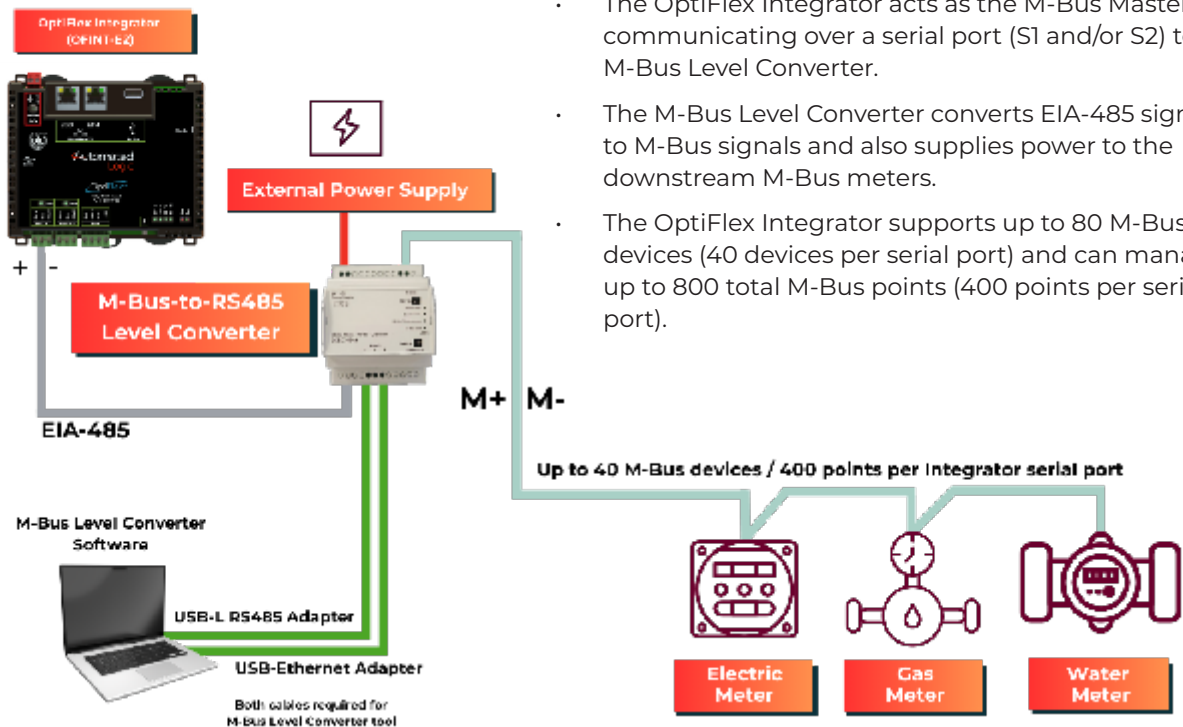 OptiFlex Integrator
(OFINT-E2)
Automated
Logic
OptiFlex
+ -
External Power Supply
M-Bus-to-RS485
Level Converter
EIA-485
M+ M-
• The OptiFlex Integrator acts as the M-Bus Master
communicating over a serial port (S1 and/or S2) t
M-Bus Level Converter.
• The M-Bus Level Converter converts EIA-485 sign
to M-Bus signals and also supplies power to the
downstream M-Bus meters.
• The OptiFlex Integrator supports up to 80 M-Bus
devices (40 devices per serial port) and can mana
up to 800 total M-Bus points (400 points per seri
port).
Up to 40 M-Bus devices / 400 points per Integrator serial port
M-Bus Level Converter
Software
USB-L RS485 Adapter
USB-Ethernet Adapter
Both cables required for
M-Bus Level Converter tool
Electric
Meter
Gas
Meter
Water
Meter